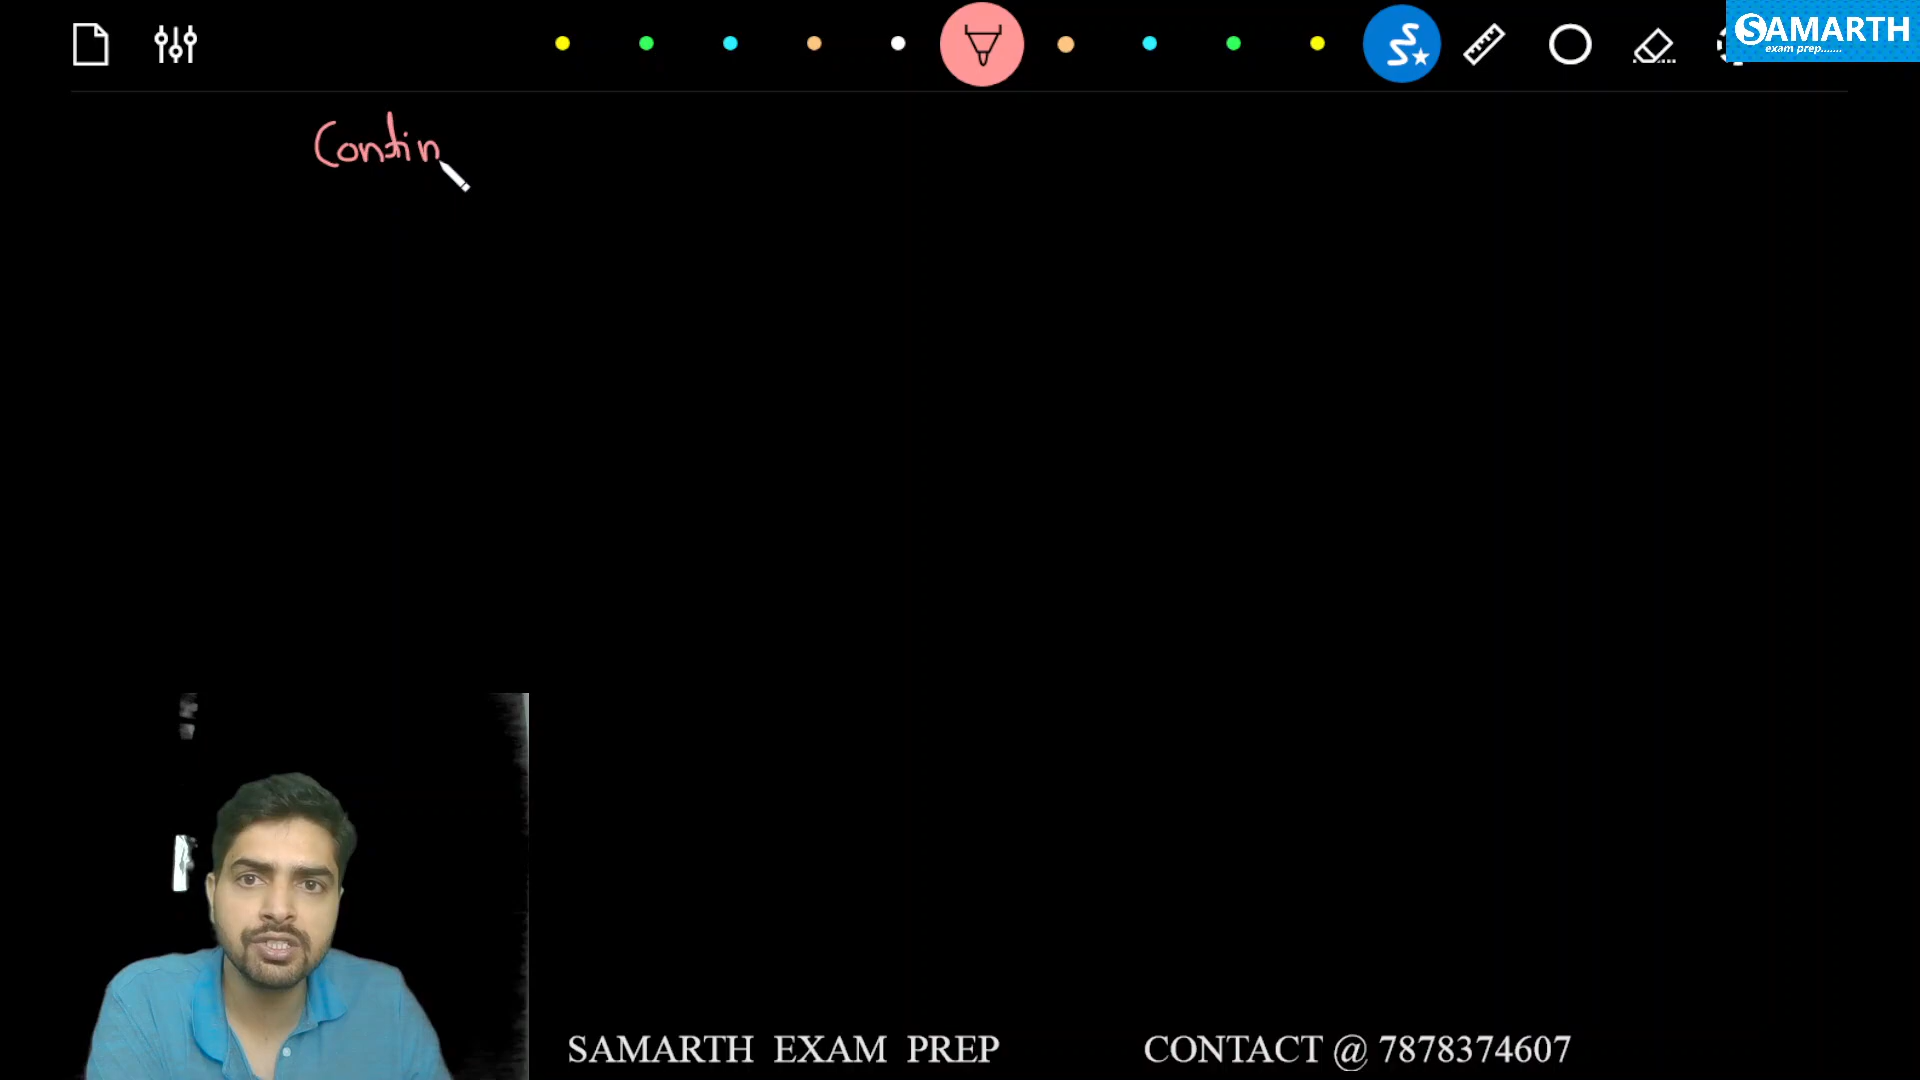 SAMARTH
exam prep.......
Contin
SAMARTH EXAM PREP
CONTACT @ 7878374607